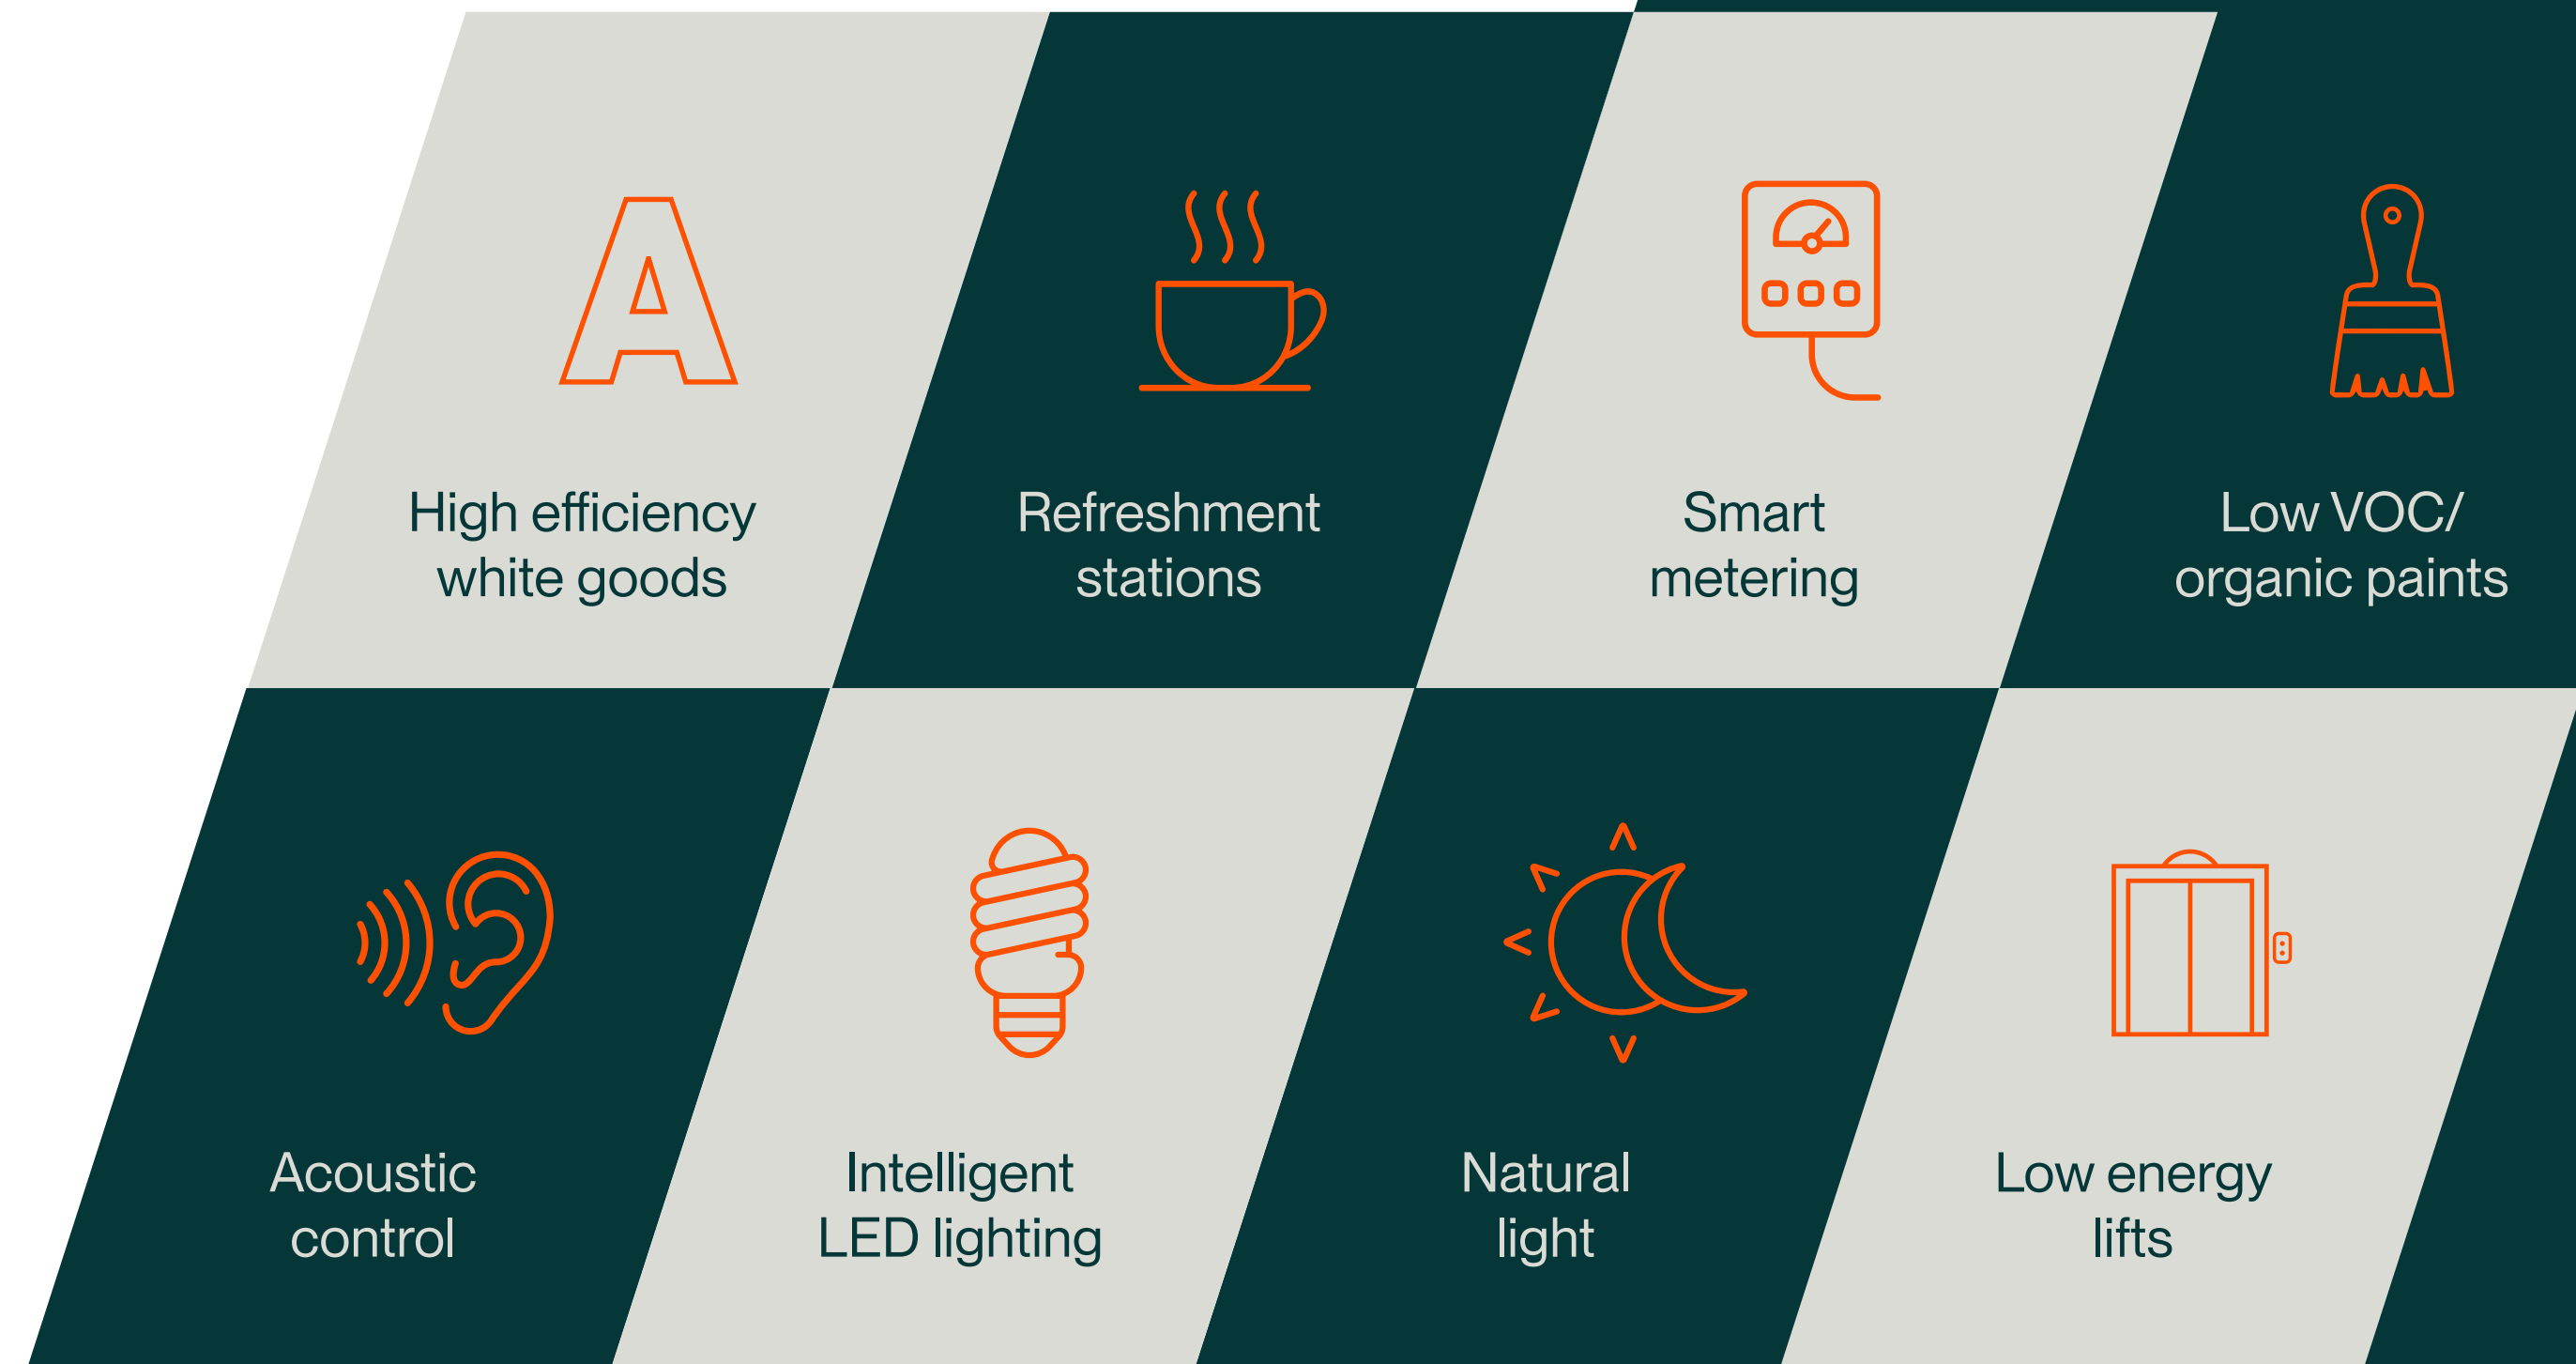 A
High efficiency
white goods
Refreshment
stations
Smart
metering
Low VOC/
organic paints
Acoustic
control
Intelligent
LED lighting
Natural
light
Low energy
lifts